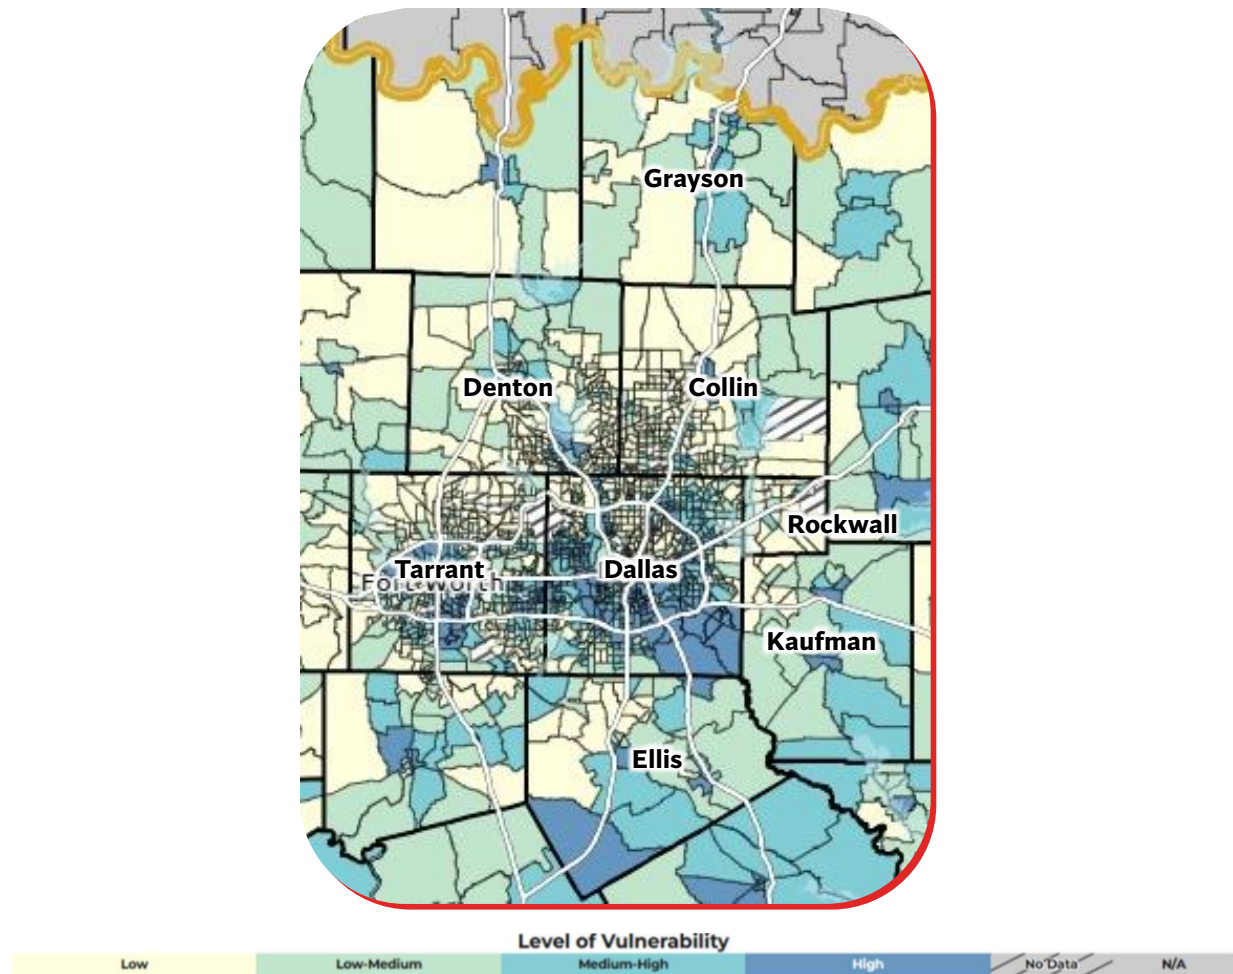 Grayson
Denton
Collin
Rockwall
Tarrant
Dallas
Fort Worth
Kaufman
Ellis
Level of Vulnerability
Low
Low-Medium
Medium-High
High
No Data
N/A